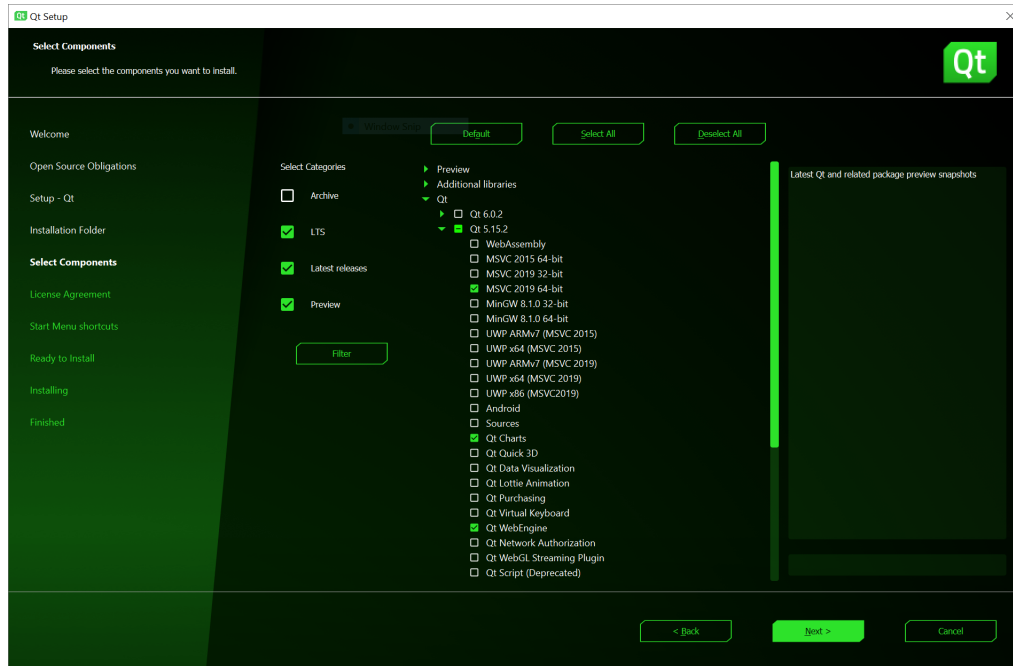 Qt Setup
Select Components
Please select the components you want to install.
Qt
Welcome
Open Source Obligations
Setup - Qt
Installation Folder
Select Components
License Agreement
Start Menu shortcuts
Ready to Install
Installing
Finished
Window Snip
Default
Select All
Deselect All
Select Categories
Archive
LTS
Latest releases
Preview
Filter
Preview
Additional libraries
Qt
Qt 6.0.2
Qt 5.15.2
WebAssembly
MSVC 2015 64-bit
MSVC 2019 32-bit
MSVC 2019 64-bit
MinGW 8.1.0 32-bit
MinGW 8.1.0 64-bit
UWP ARMv7 (MSVC 2015)
UWP x64 (MSVC 2015)
UWP ARMv7 (MSVC 2019)
UWP x64 (MSVC 2019)
UWP x86 (MSVC2019)
Android
Sources
Qt Charts
Qt Quick 3D
Qt Data Visualization
Qt Lottie Animation
Qt Purchasing
Qt Virtual Keyboard
Qt WebEngine
Qt Network Authorization
Qt WebGL Streaming Plugin
Qt Script (Deprecated)
Latest Qt and related package preview snapshots
< Back
Next >
Cancel